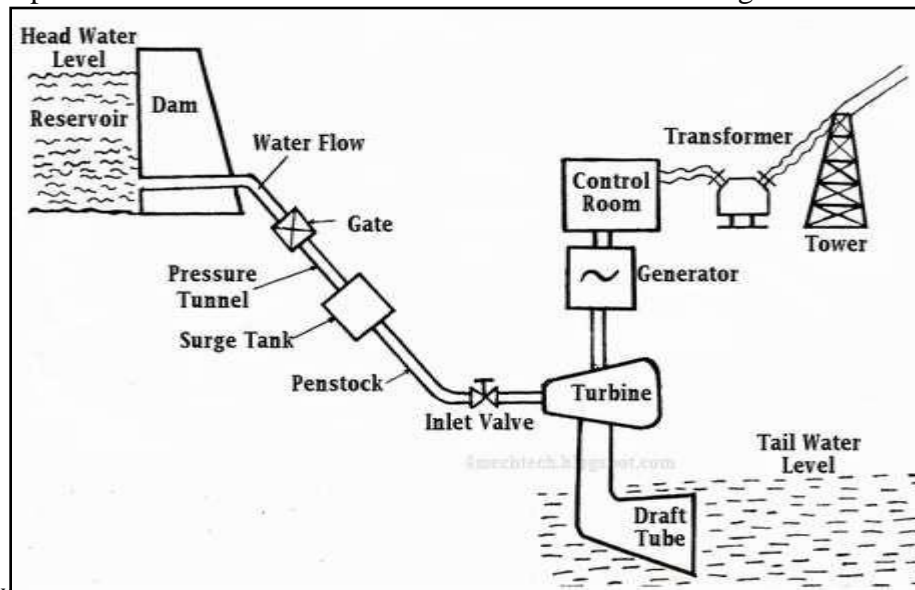 Head Water
Level
Reservoir
Dam
Water Flow
Gate
Pressure
Tunnel
Surge Tank
Penstock
Inlet Valve
Turbine
Generator
Control
Room
Transformer
Tower
Tail Water
Level
Draft
Tube